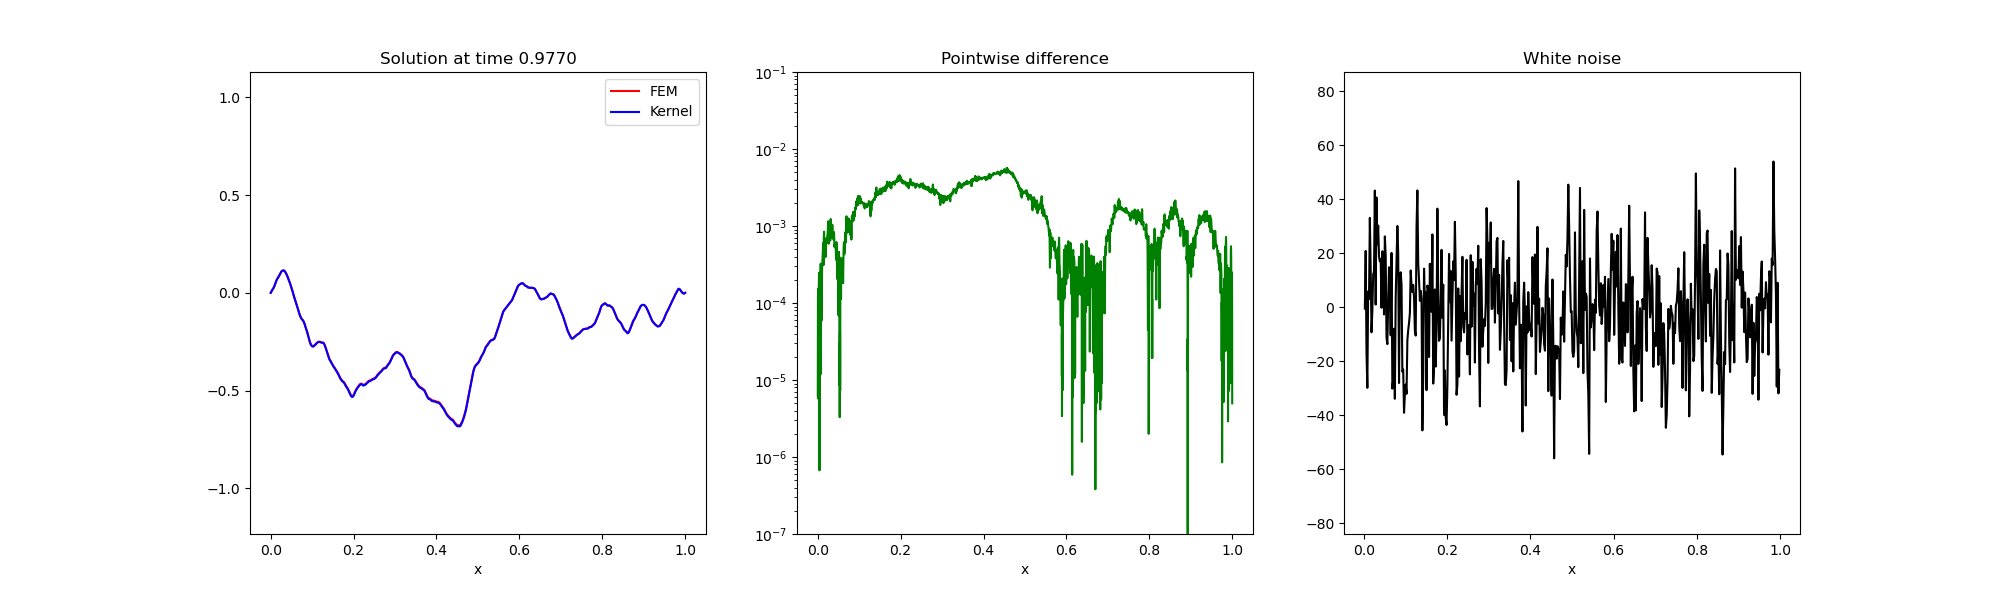 Solution at time 0.9770
1.0
0.5
0.0
−0.5
−1.0
0.0 0.2 0.4 0.6 0.8 1.0
x
FEM
Kernel
Pointwise difference
10⁻¹
10⁻²
10⁻³
10⁻⁴
10⁻⁵
10⁻⁶
10⁻⁷
0.0 0.2 0.4 0.6 0.8 1.0
x
White noise
80
60
40
20
0
−20
−40
−60
−80
0.0 0.2 0.4 0.6 0.8 1.0
x